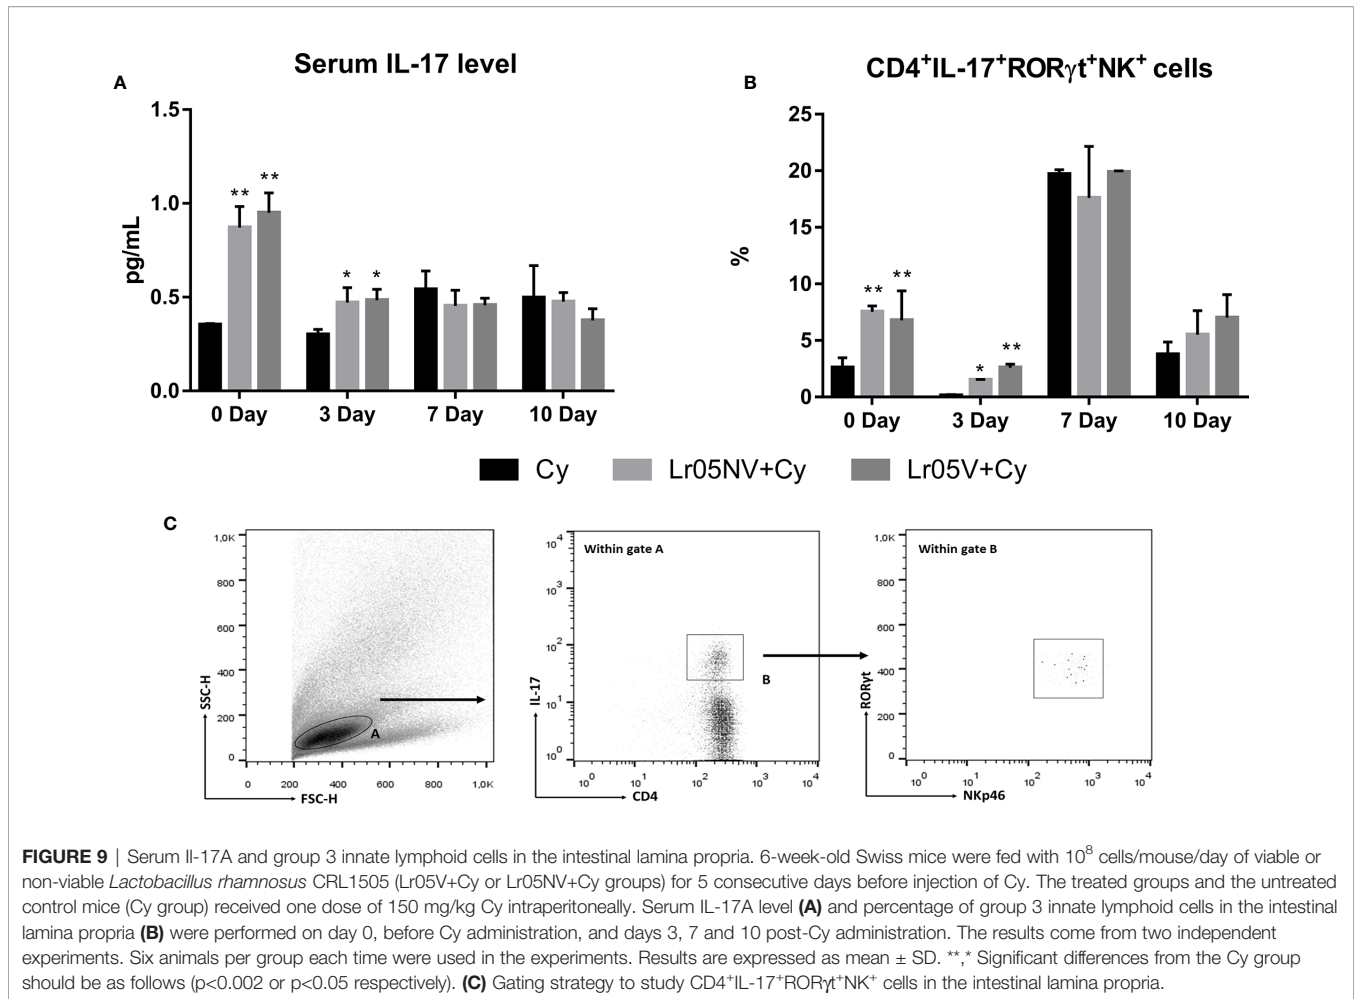 Serum IL-17 level
A
1.5
1.0
0.5
0.0
pg/mL
** **
* *
0 Day 3 Day 7 Day 10 Day
CD4⁺IL-17⁺RORγt⁺NK⁺ cells
B
25
20
15
10
5
0
%
** **
* **
0 Day 3 Day 7 Day 10 Day
Cy Lr05NV+Cy Lr05V+Cy
C
1,0K
800
600
400
200
0
SSC-H
A
0 200 400 600 800 1,0K
FSC-H
Within gate A
10⁴
10³
10²
10¹
10⁰
IL-17
B
10⁰ 10¹ 10² 10³ 10⁴
CD4
Within gate B
1,0K
800
600
400
200
0
RORγt
10⁰ 10¹ 10² 10³ 10⁴
NKp46
FIGURE 9 | Serum Il-17A and group 3 innate lymphoid cells in the intestinal lamina propria. 6-week-old Swiss mice were fed with 10⁸ cells/mouse/day of viable or
non-viable Lactobacillus rhamnosus CRL1505 (Lr05V+Cy or Lr05NV+Cy groups) for 5 consecutive days before injection of Cy. The treated groups and the untreated
control mice (Cy group) received one dose of 150 mg/kg Cy intraperitoneally. Serum IL-17A level (A) and percentage of group 3 innate lymphoid cells in the intestinal
lamina propria (B) were performed on day 0, before Cy administration, and days 3, 7 and 10 post-Cy administration. The results come from two independent
experiments. Six animals per group each time were used in the experiments. Results are expressed as mean ± SD. **,* Significant differences from the Cy group
should be as follows (p<0.002 or p<0.05 respectively). (C) Gating strategy to study CD4⁺IL-17⁺RORγt⁺NK⁺ cells in the intestinal lamina propria.